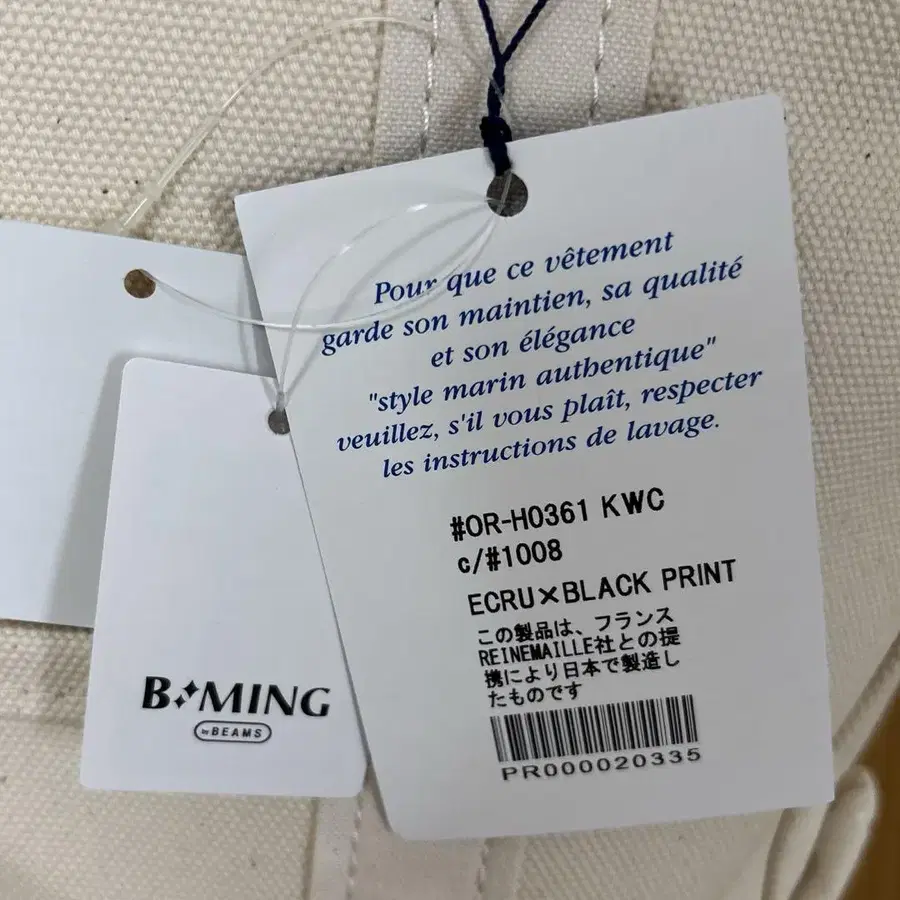 Pour que ce vêtement
garde son maintien, sa qualité
et son élégance
"style marin authentique"
veuillez, s'il vous plaît, respecter
les instructions de lavage.
#OR-H0361 KWC
c/#1008
ECRU×BLACK PRINT
この製品は、フランス
REINEMAILLE社との提
携により日本で製造し
たものです
PR000020335
B MING
by BEAMS